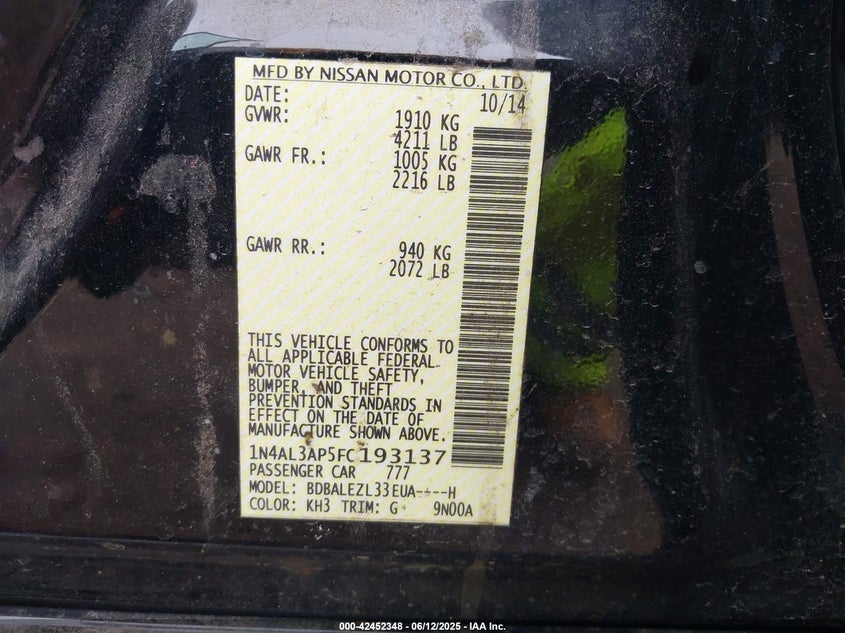 MFD BY NISSAN MOTOR CO., LTD.
DATE: 10/14
GVWR: 1910 KG
4211 LB
GAWR FR.: 1005 KG
2216 LB
GAWR RR.: 940 KG
2072 LB
THIS VEHICLE CONFORMS TO
ALL APPLICABLE FEDERAL
MOTOR VEHICLE SAFETY,
BUMPER, AND THEFT
PREVENTION STANDARDS IN
EFFECT ON THE DATE OF
MANUFACTURE SHOWN ABOVE.
1N4AL3AP5FC193137
PASSENGER CAR 777
MODEL: BDBALEZL33EUA----H
COLOR: KH3 TRIM: G 9N00A
000-42452348 - 06/12/2025 - IAA Inc.